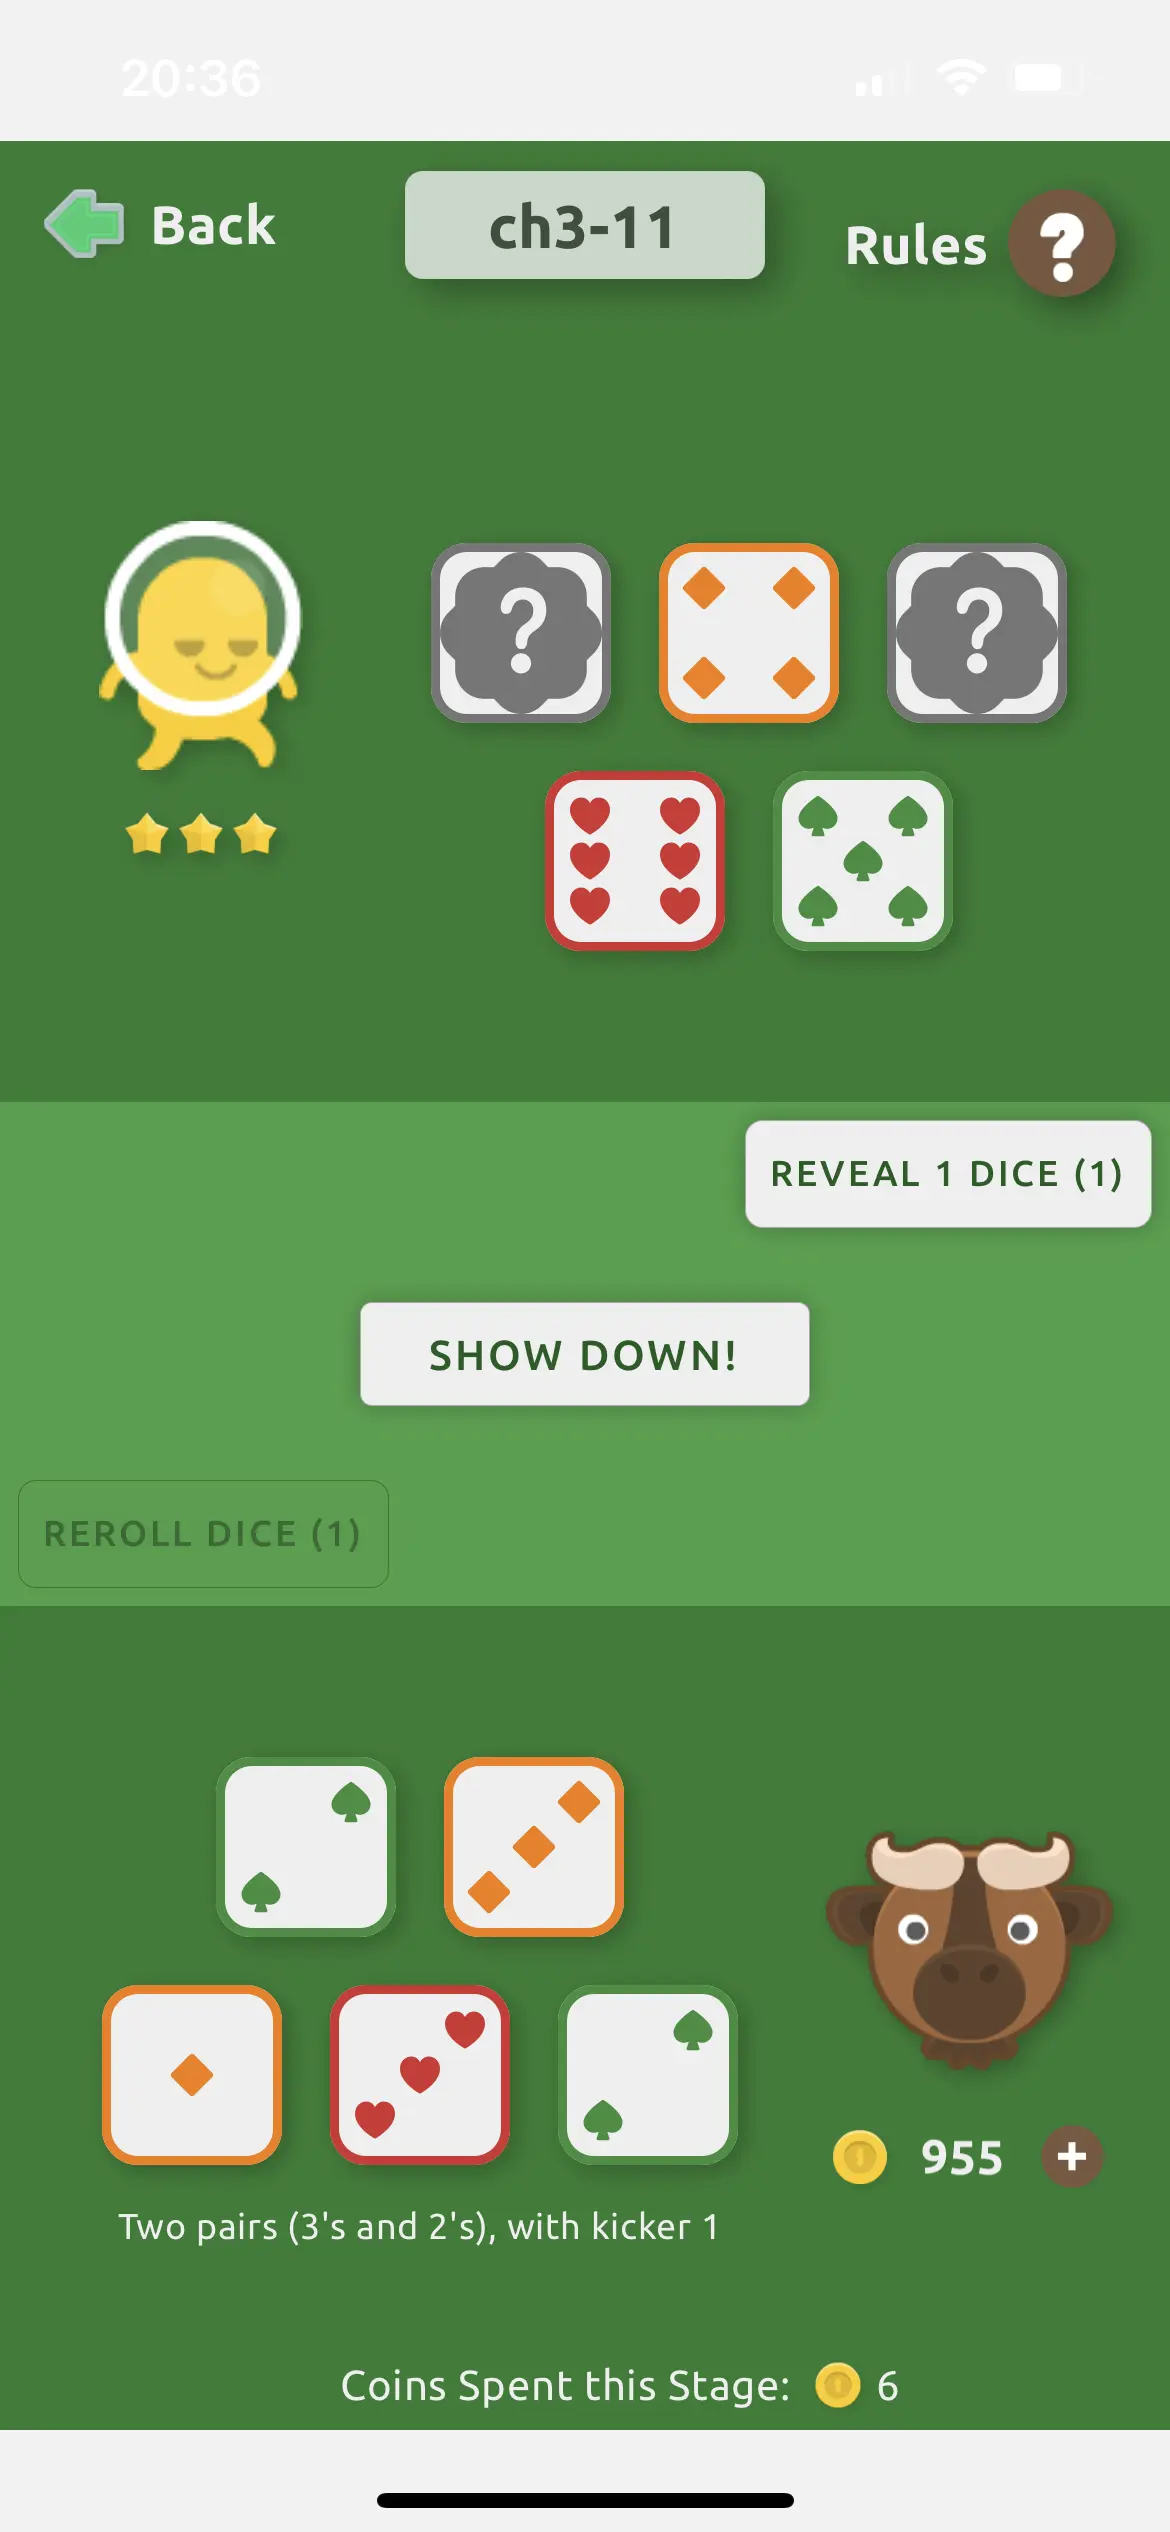 20:36
Back
ch3-11
Rules
?
?
?
REVEAL 1 DICE (1)
SHOW DOWN!
REROLL DICE (1)
955
+
Two pairs (3's and 2's), with kicker 1
Coins Spent this Stage: 6